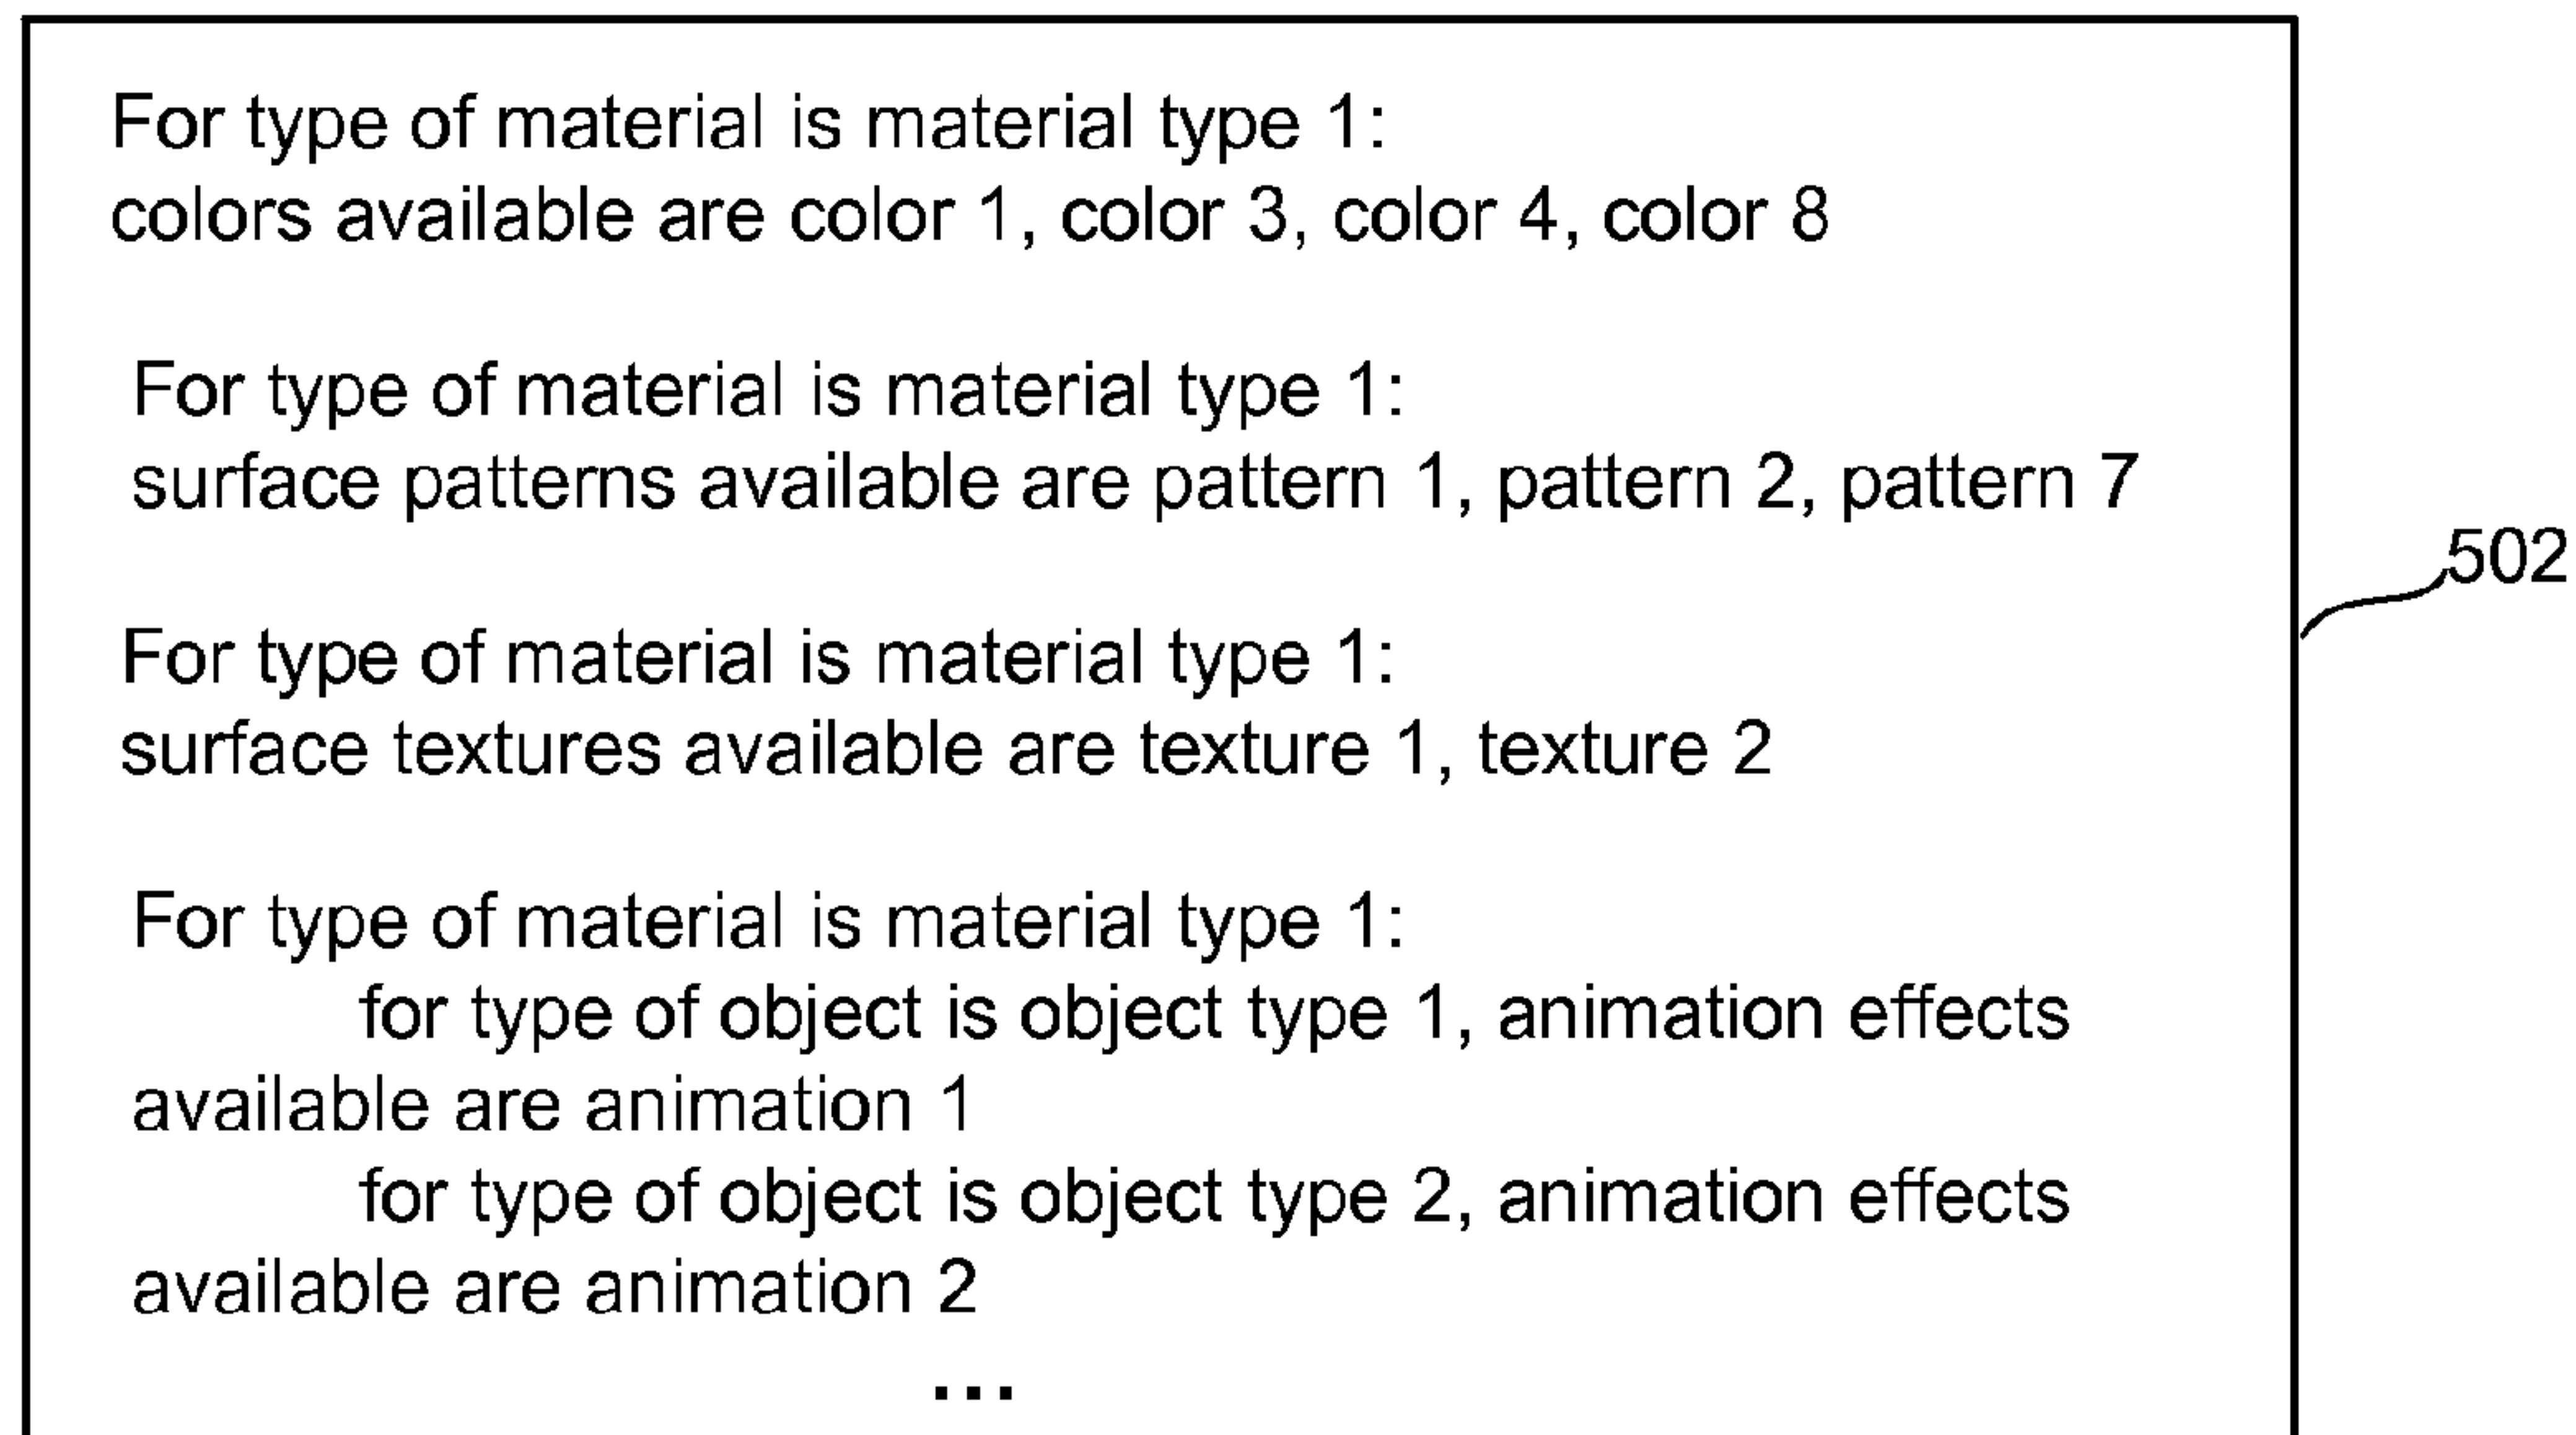 For type of material is material type 1:
colors available are color 1, color 3, color 4, color 8
For type of material is material type 1:
surface patterns available are pattern 1, pattern 2, pattern 7
502
For type of material is material type 1:
surface textures available are texture 1, texture 2
For type of material is material type 1:
for type of object is object type 1, animation effects
available are animation 1
for type of object is object type 2, animation effects
available are animation 2
...